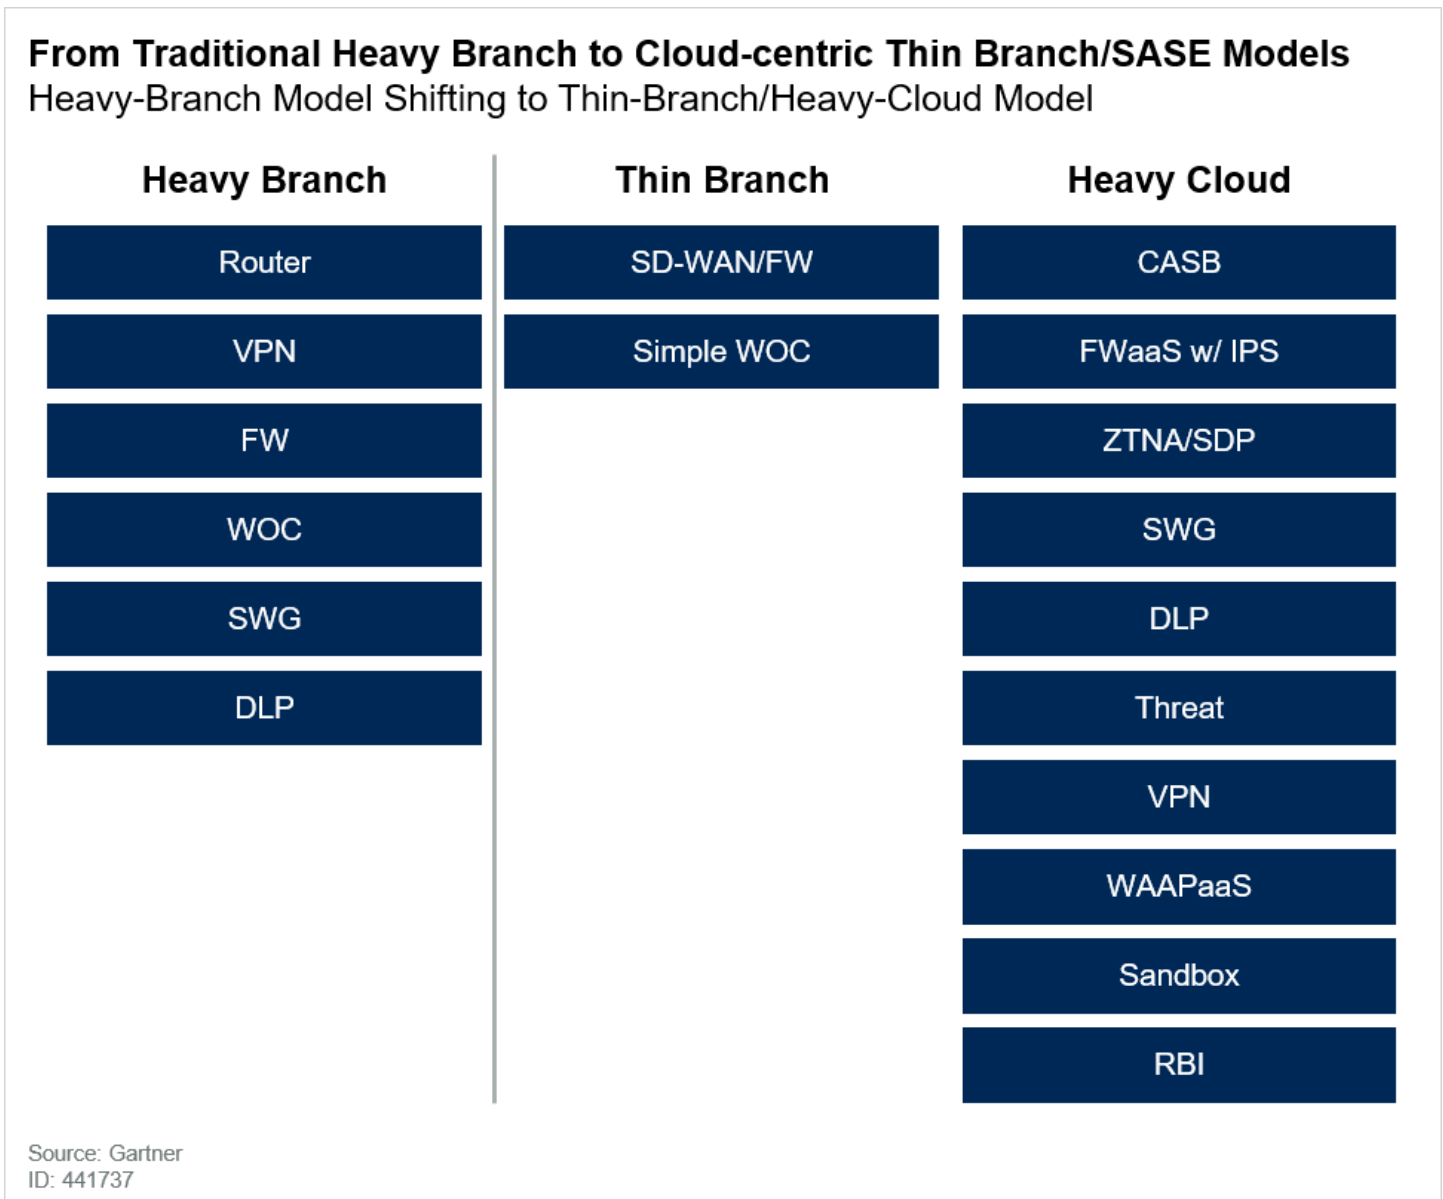 From Traditional Heavy Branch to Cloud-centric Thin Branch/SASE Models
Heavy-Branch Model Shifting to Thin-Branch/Heavy-Cloud Model
Heavy Branch
Router
VPN
FW
WOC
SWG
DLP
Thin Branch
SD-WAN/FW
Simple WOC
Heavy Cloud
CASB
FWaaS w/ IPS
ZTNA/SDP
SWG
DLP
Threat
VPN
WAAPaaS
Sandbox
RBI
Source: Gartner
ID: 441737